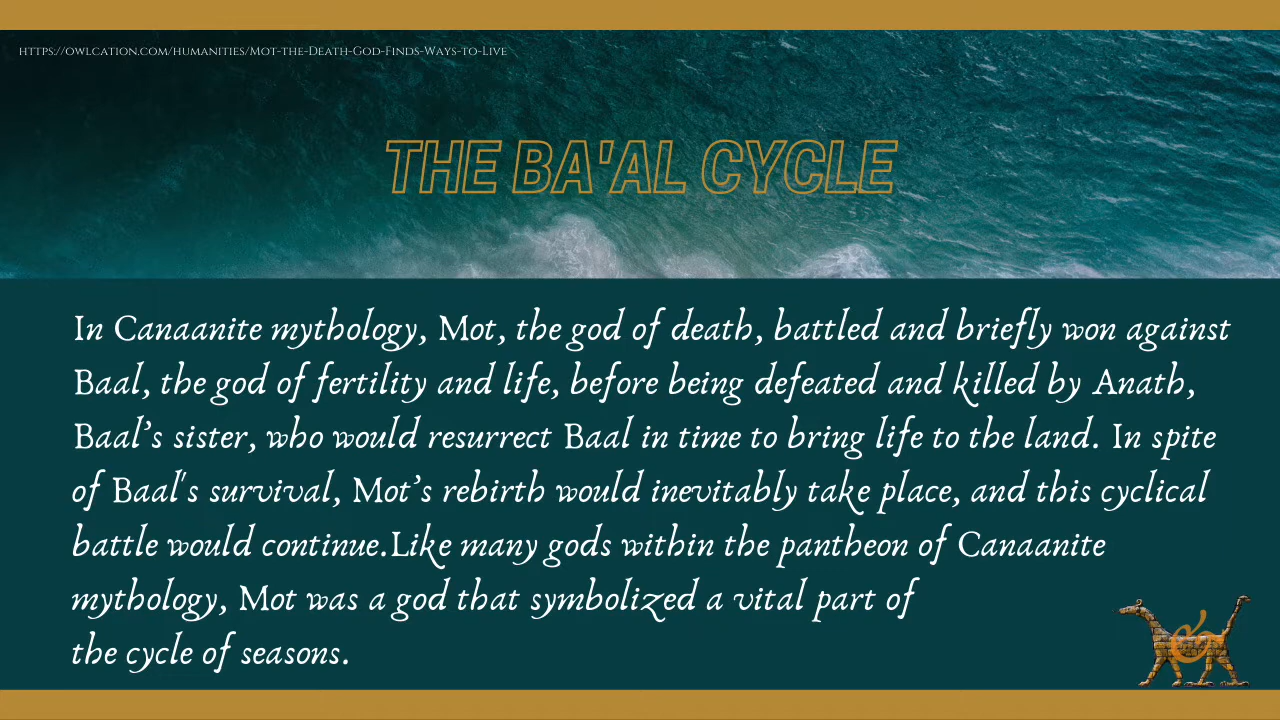 https://owlcation.com/humanities/Mot-the-Death-God-Finds-Ways-to-Live
THE BA'AL CYCLE
In Canaanite mythology, Mot, the god of death, battled and briefly won against
Baal, the god of fertility and life, before being defeated and killed by Anath,
Baal’s sister, who would resurrect Baal in time to bring life to the land. In spite
of Baal's survival, Mot’s rebirth would inevitably take place, and this cyclical
battle would continue.Like many gods within the pantheon of Canaanite
mythology, Mot was a god that symbolized a vital part of
the cycle of seasons.